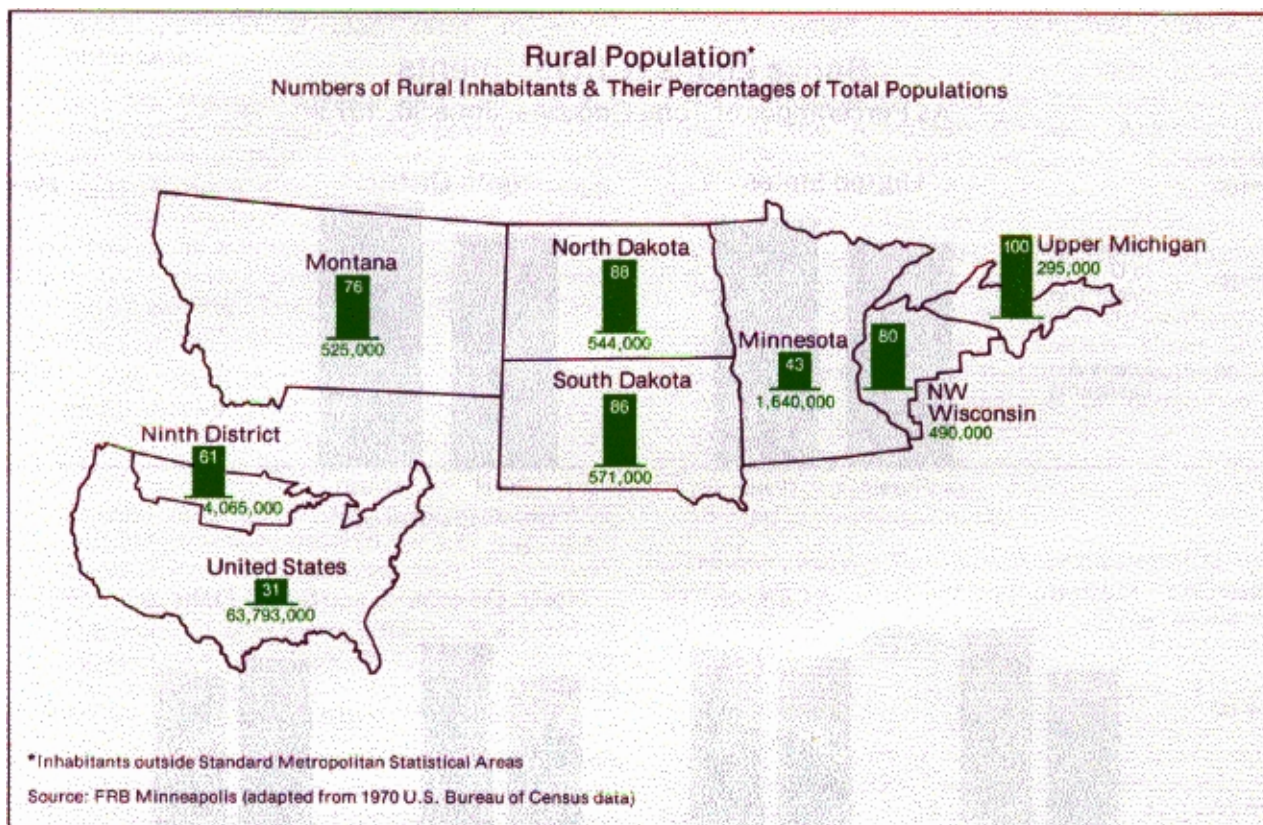 Rural Population*
Numbers of Rural Inhabitants & Their Percentages of Total Populations
Montana
76
525,000
North Dakota
88
544,000
South Dakota
86
571,000
Minnesota
43
1,640,000
80
NW
Wisconsin
490,000
100
Upper Michigan
295,000
Ninth District
61
4,065,000
United States
31
63,793,000
*Inhabitants outside Standard Metropolitan Statistical Areas
Source: FRB Minneapolis (adapted from 1970 U.S. Bureau of Census data)